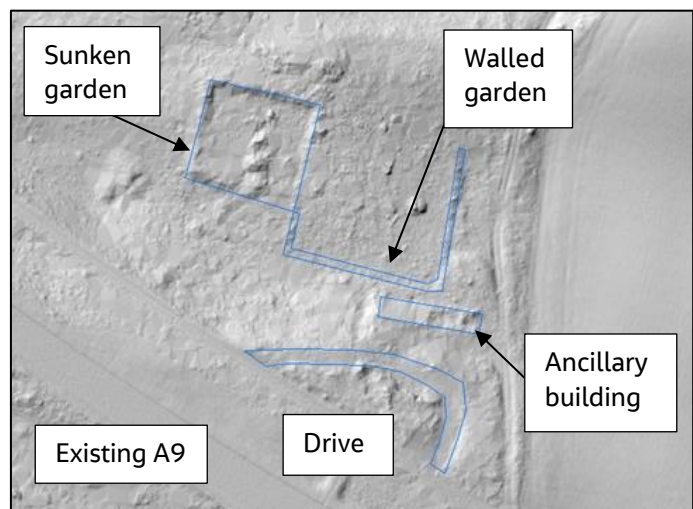 Sunken
garden
Walled
garden
Ancillary
building
Drive
Existing A9